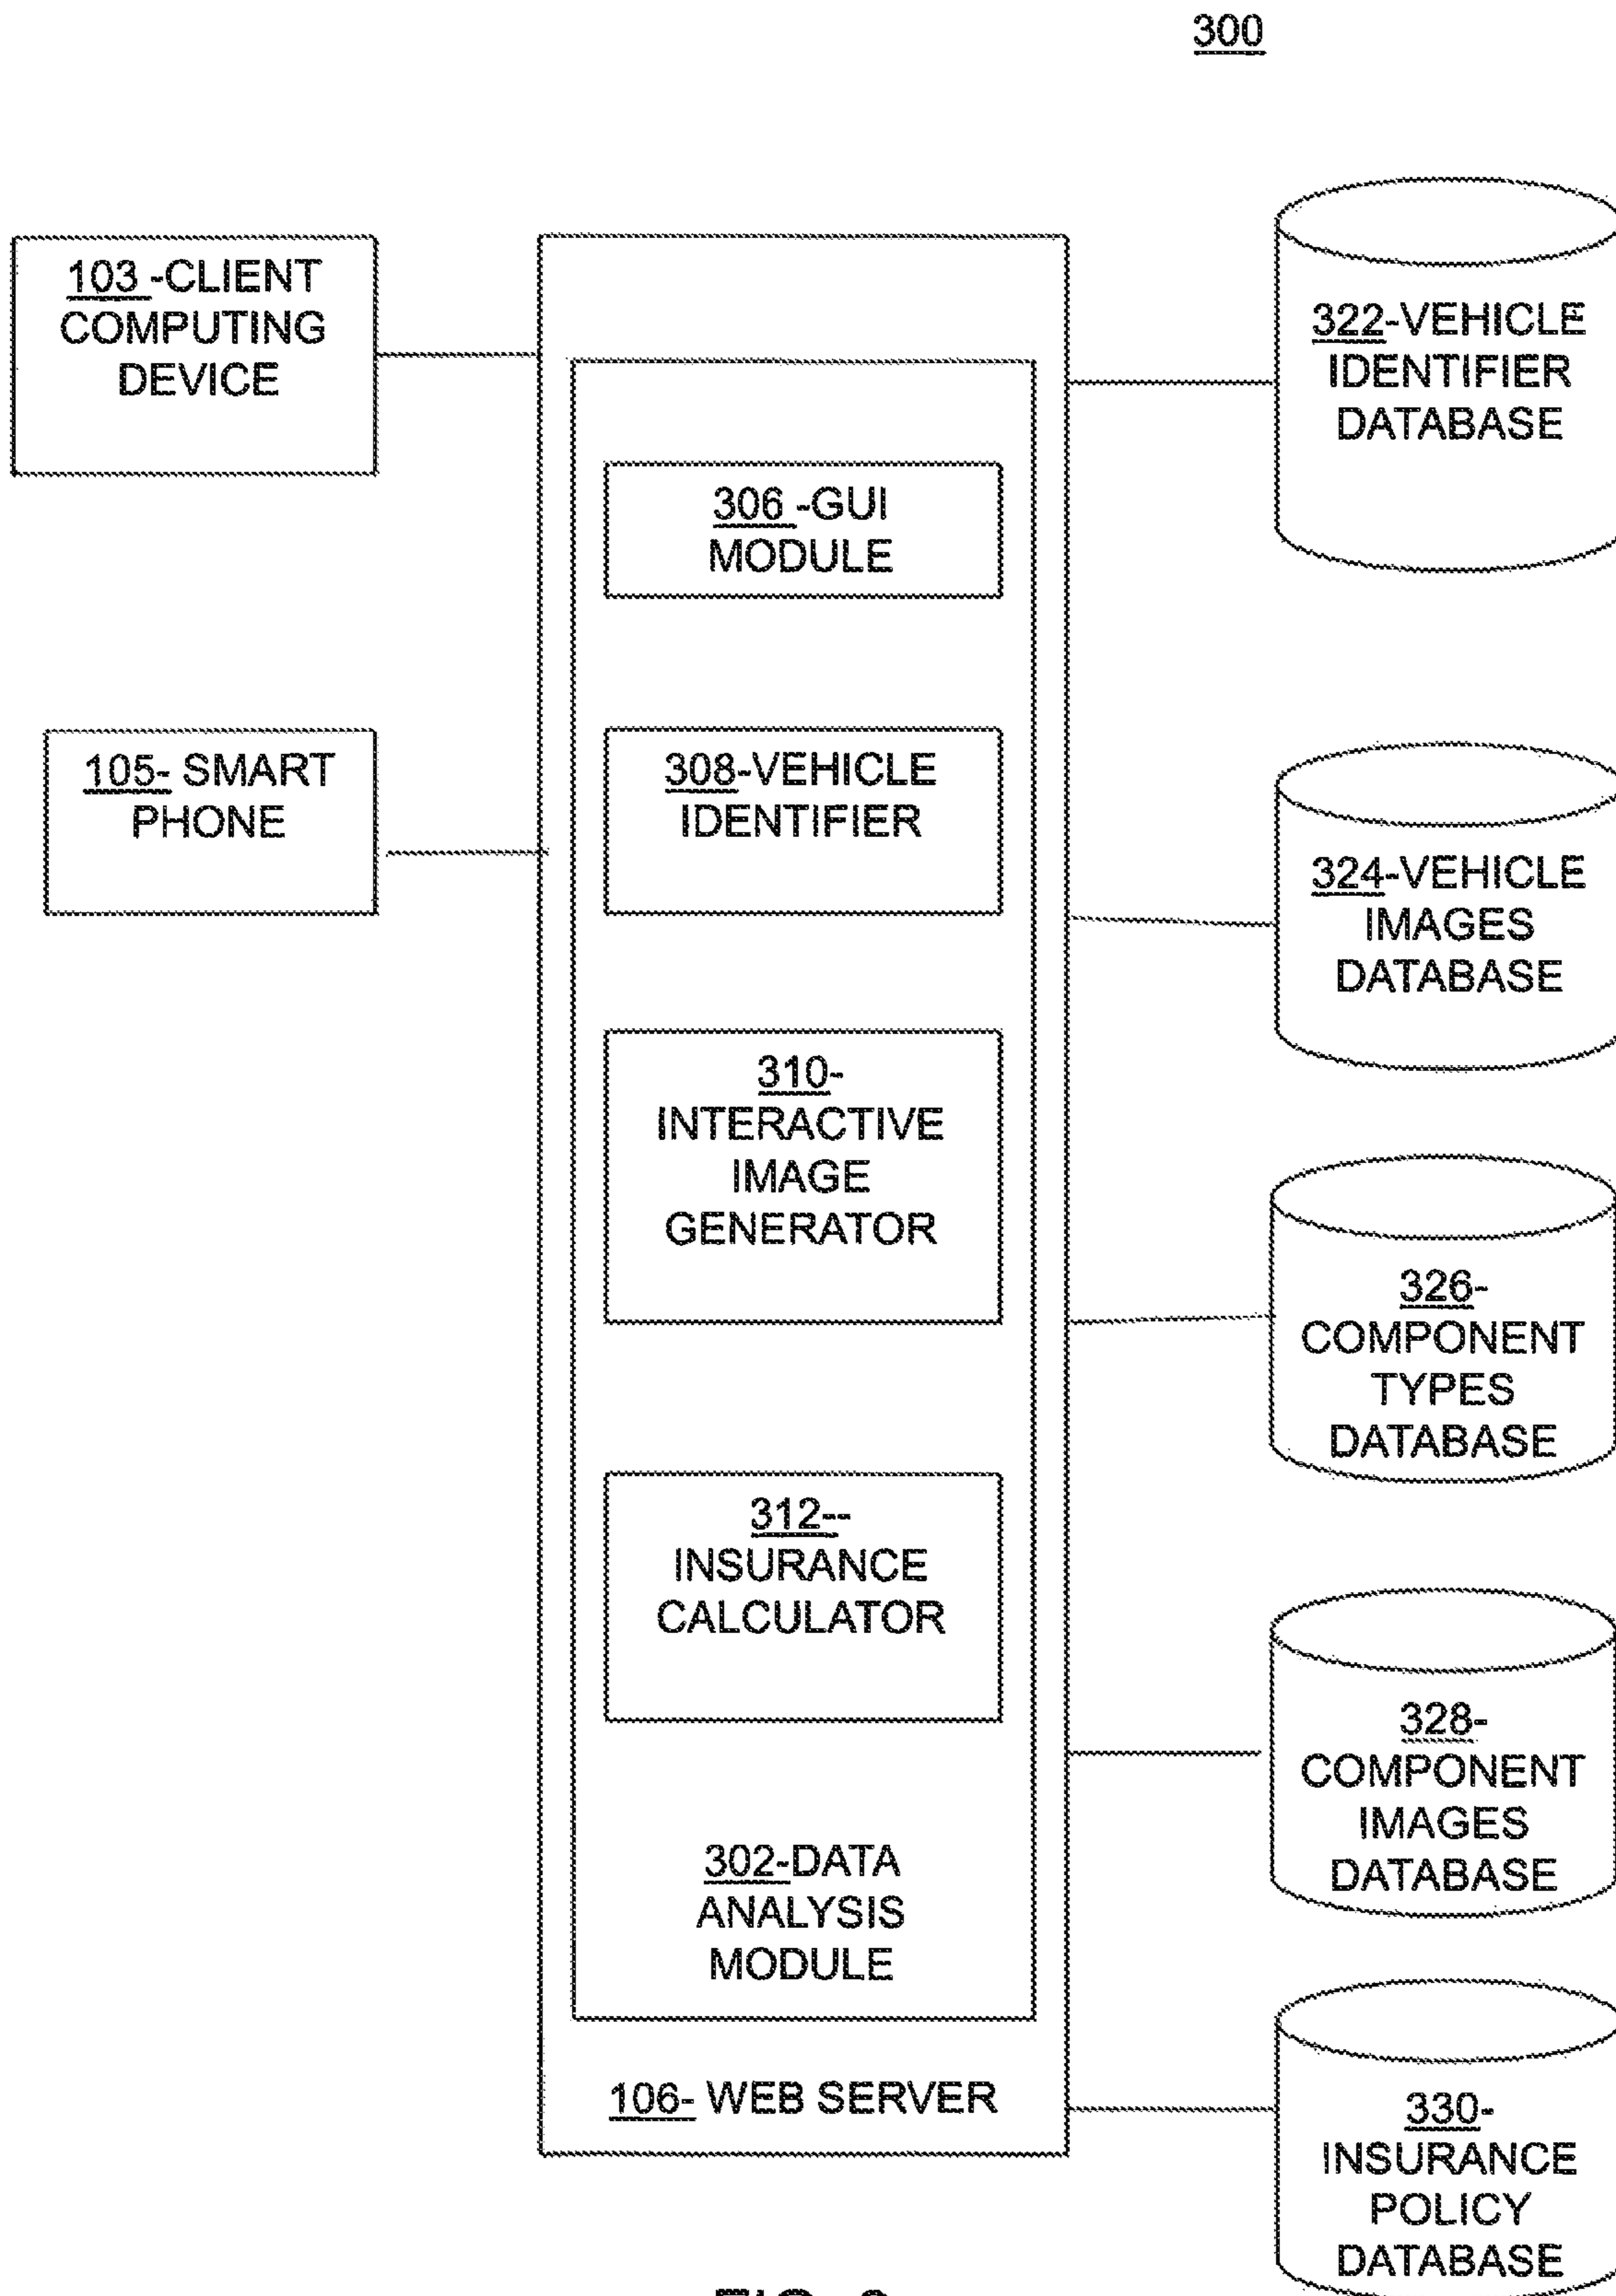 300
103 -CLIENT
COMPUTING
DEVICE
105- SMART
PHONE
306 -GUI
MODULE
308-VEHICLE
IDENTIFIER
310-
INTERACTIVE
IMAGE
GENERATOR
312--
INSURANCE
CALCULATOR
302-DATA
ANALYSIS
MODULE
106- WEB SERVER
322-VEHICLE
IDENTIFIER
DATABASE
324-VEHICLE
IMAGES
DATABASE
326-
COMPONENT
TYPES
DATABASE
328-
COMPONENT
IMAGES
DATABASE
330-
INSURANCE
POLICY
DATABASE